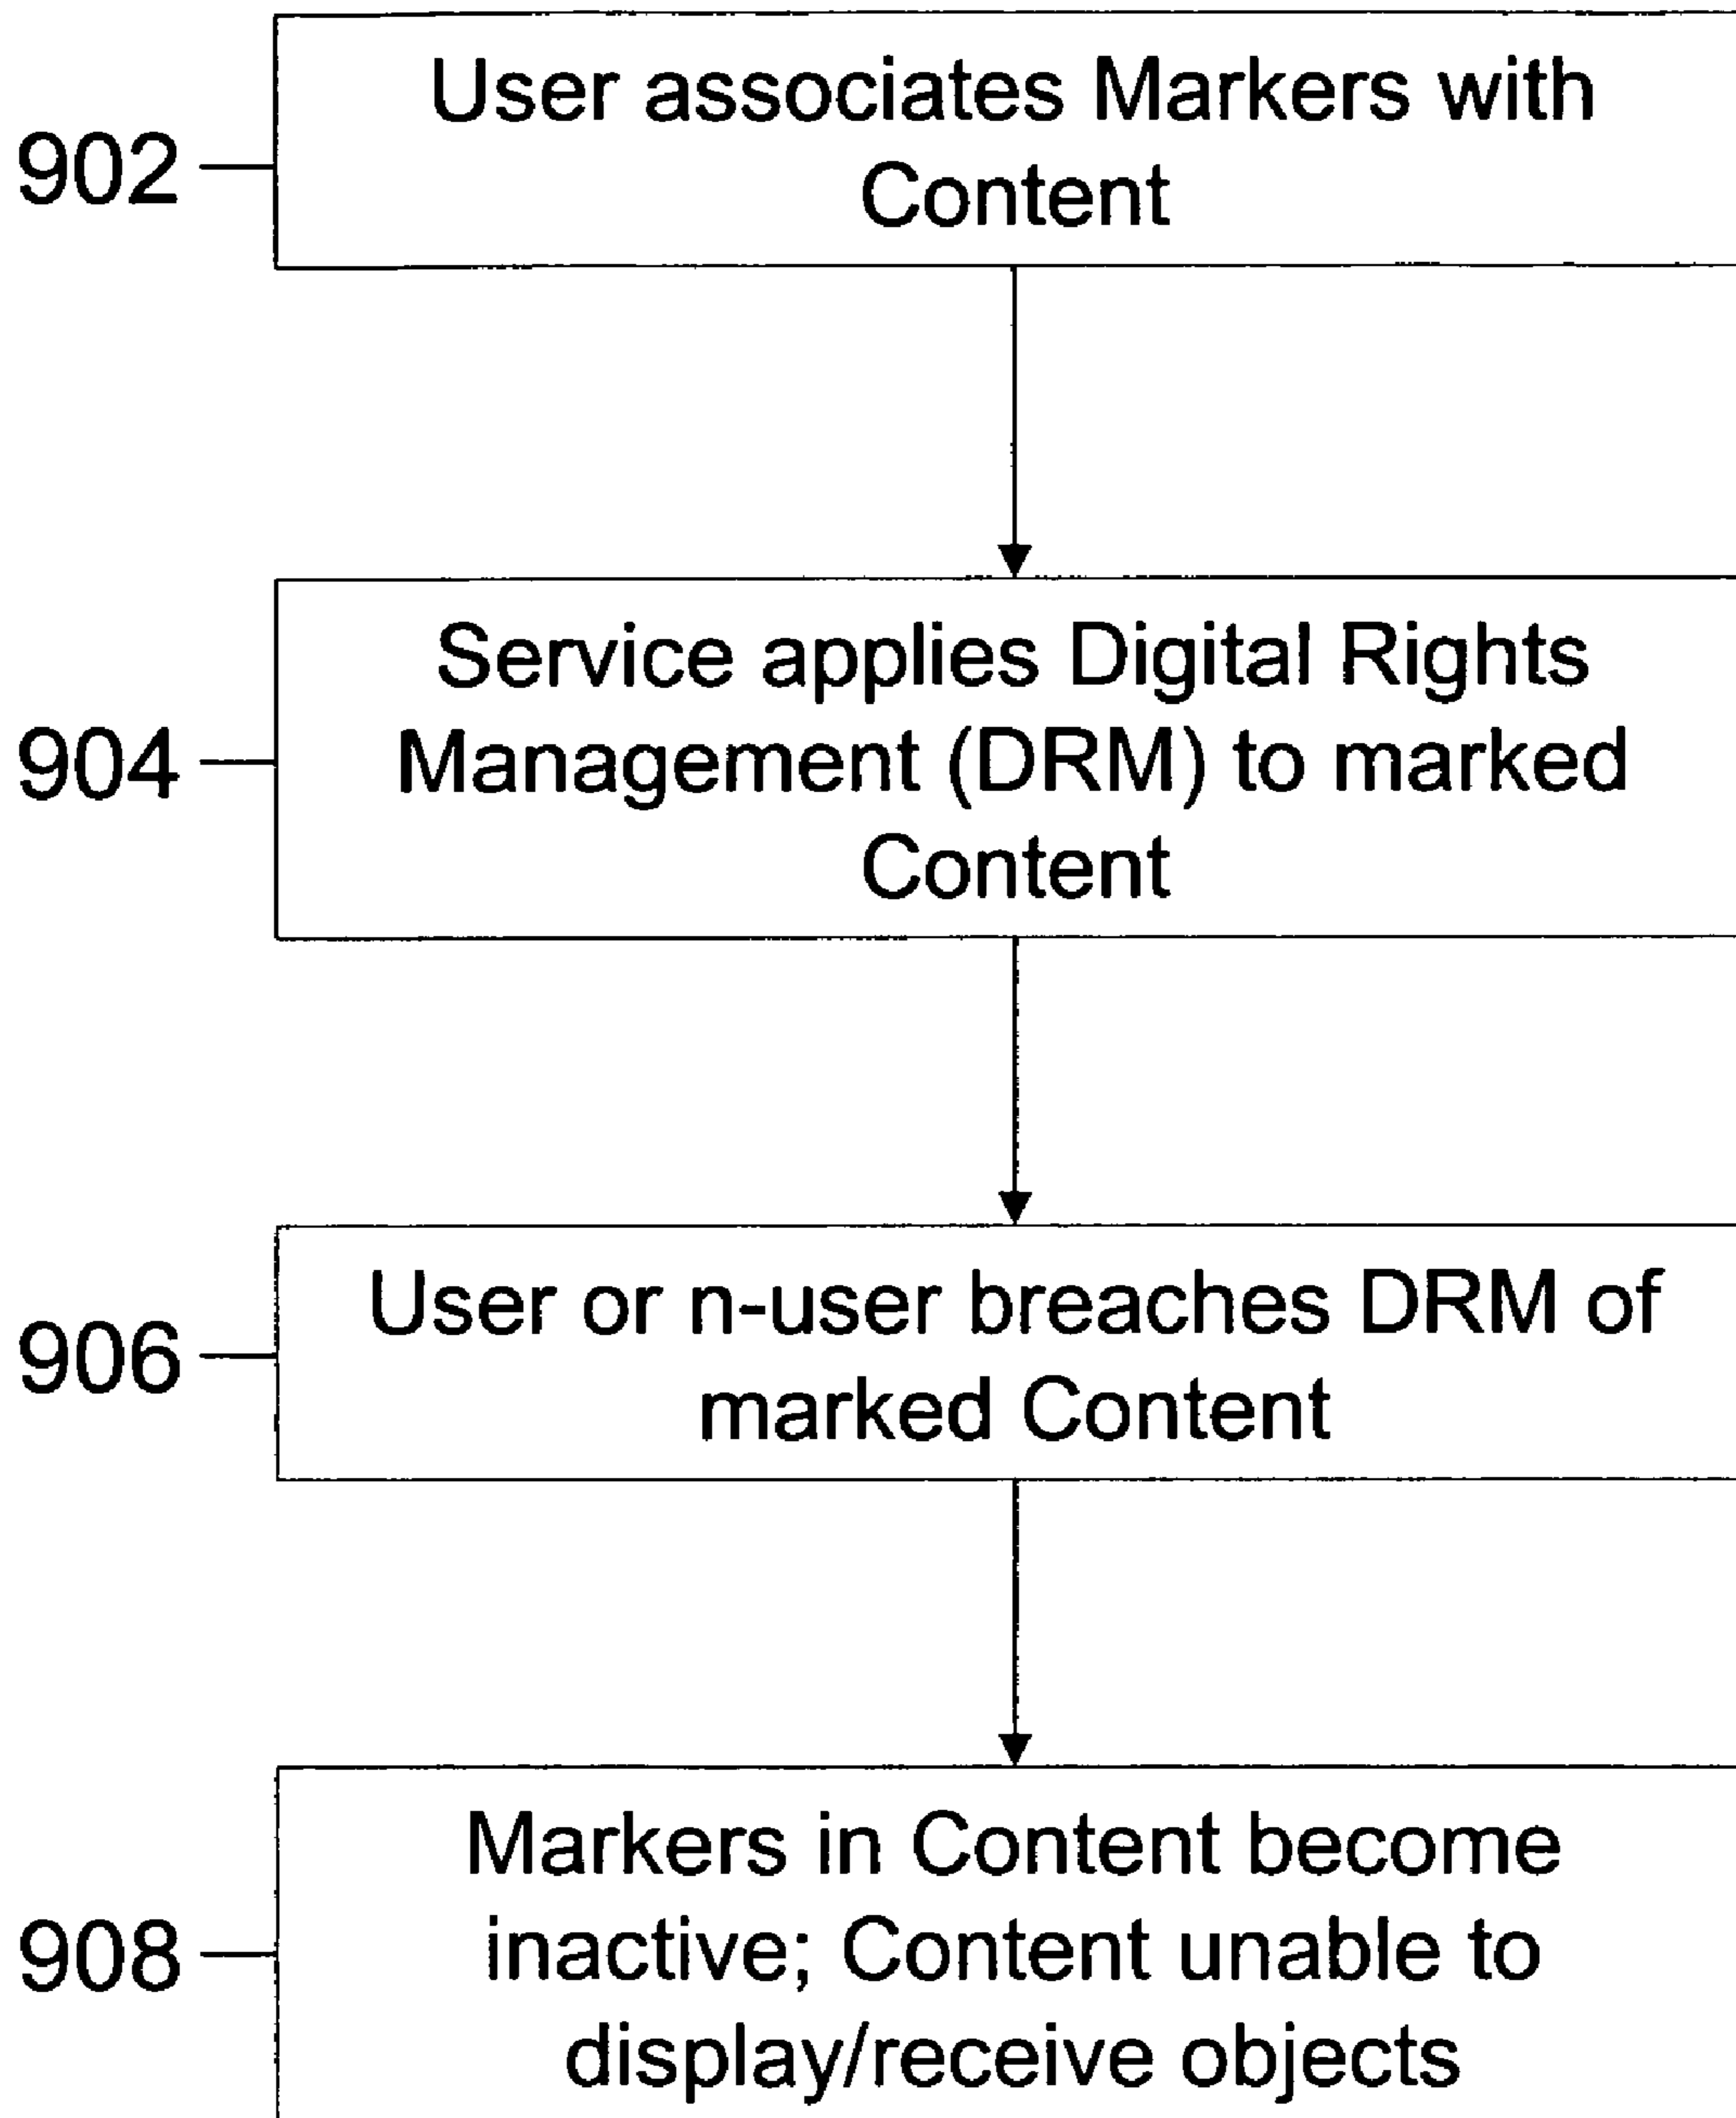 User associates Markers with
Content
902
Service applies Digital Rights
Management (DRM) to marked
Content
904
User or n-user breaches DRM of
marked Content
906
Markers in Content become
inactive; Content unable to
display/receive objects
908